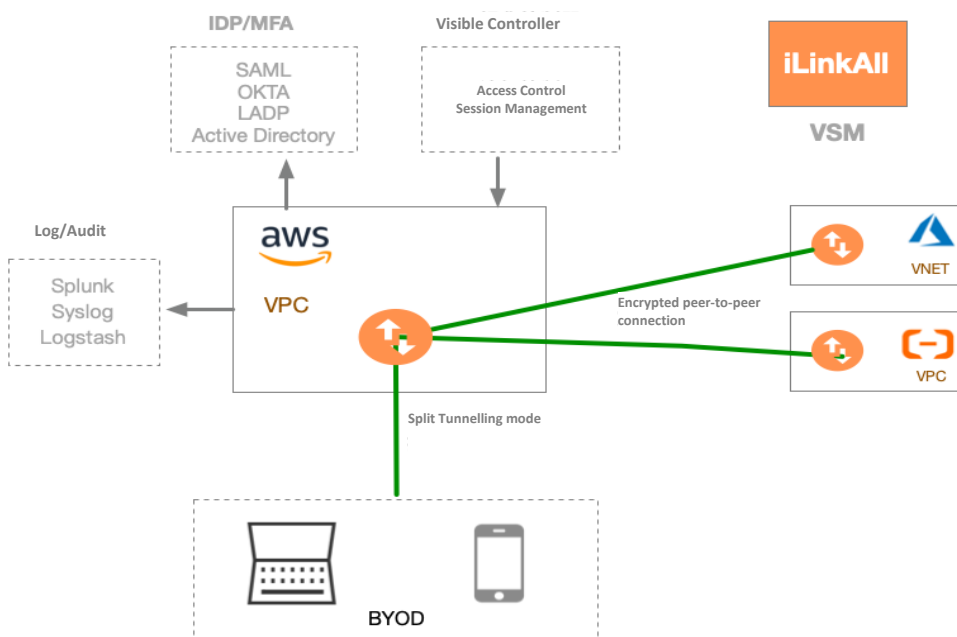 IDP/MFA
SAML
OKTA
LADP
Active Directory
Visible Controller
Access Control
Session Management
iLinkAll
VSM
Log/Audit
Splunk
Syslog
Logstash
aws
VPC
Encrypted peer-to-peer
connection
VNET
VPC
Split Tunnelling mode
BYOD